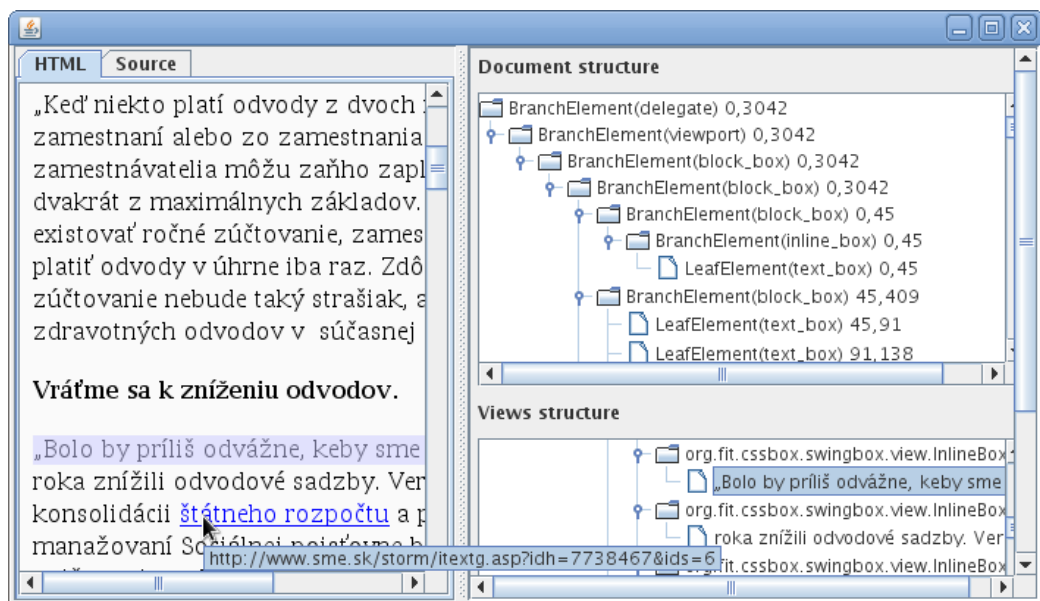 HTML Source
„Keď niekto platí odvody z dvoch
zamestnaní alebo zo zamestnania
zamestnávatelia môžu zaňho zapl
dvakrát z maximálnych základov.
existovať ročné zúčtovanie, zames
platiť odvody v úhrne iba raz. Zdô
zúčtovanie nebude taký strašiak, a
zdravotných odvodov v súčasnej
Vráťme sa k zníženiu odvodov.
„Bolo by príliš odvážne, keby sme
roka znížili odvodové sadzby. Ver
konsolidácii štátneho rozpočtu a p
manažovaní
http://www.sme.sk/storm/itextg.asp?idh=7738467&ids=6
Document structure
BranchElement(delegate) 0,3042
BranchElement(viewport) 0,3042
BranchElement(block_box) 0,3042
BranchElement(block_box) 0,3042
BranchElement(block_box) 0,45
BranchElement(inline_box) 0,45
LeafElement(text_box) 0,45
BranchElement(block_box) 45,409
LeafElement(text_box) 45,91
LeafElement(text_box) 91,138
Views structure
org.fit.cssbox.swingbox.view.InlineBox
„Bolo by príliš odvážne, keby sme
org.fit.cssbox.swingbox.view.InlineBox
roka znížili odvodové sadzby. Ver
fit.cssbox.swingbox.view.InlineBox